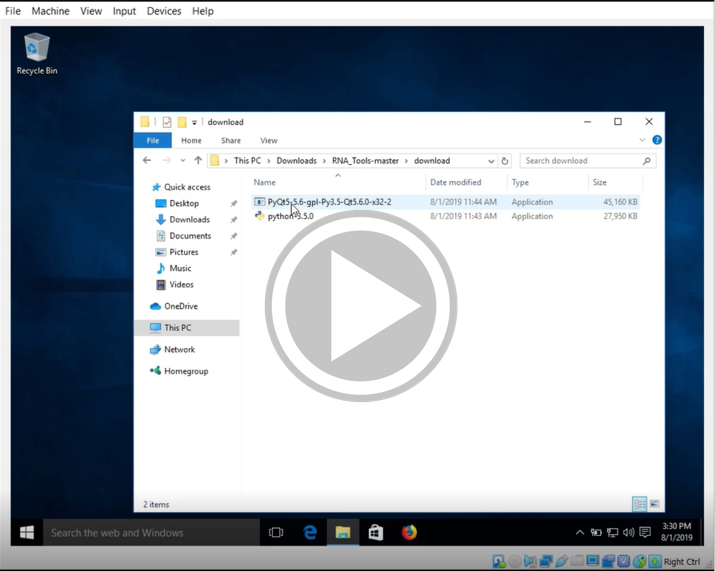 File Machine View Input Devices Help
Recycle Bin
download
File Home Share View
This PC > Downloads > RNA_Tools-master > download
Search download
Name Date modified Type Size
Quick access
Desktop
Downloads
Documents
Pictures
Music
Videos
OneDrive
This PC
Network
Homegroup
PyQt5-5.6-gpl-Py3.5-Qt5.6.0-x32-2 8/1/2019 11:44 AM Application 45,160 KB
python-3.5.0 8/1/2019 11:43 AM Application 27,950 KB
2 items
Search the web and Windows
3:30 PM
8/1/2019
Right Ctrl